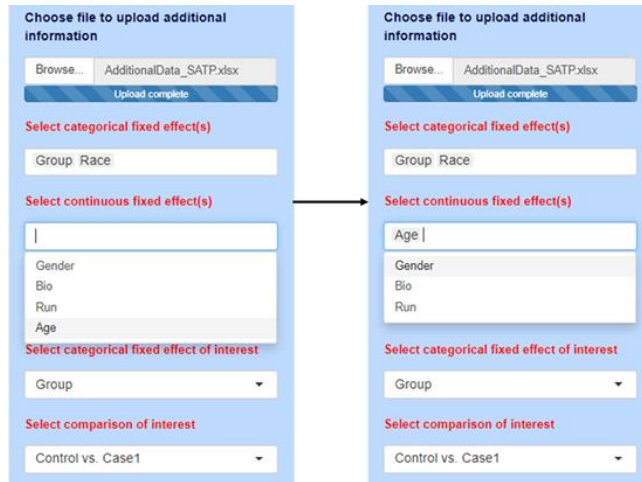 Choose file to upload additional
information
Browse... AdditionalData_SATP.xlsx
Upload complete
Select categorical fixed effect(s)
Group Race
Select continuous fixed effect(s)
Gender
Bio
Run
Age
Select categorical fixed effect of interest
Group
Select comparison of interest
Control vs. Case1
Choose file to upload additional
information
Browse... AdditionalData_SATP.xlsx
Upload complete
Select categorical fixed effect(s)
Group Race
Select continuous fixed effect(s)
Age
Gender
Bio
Run
Select categorical fixed effect of interest
Group
Select comparison of interest
Control vs. Case1